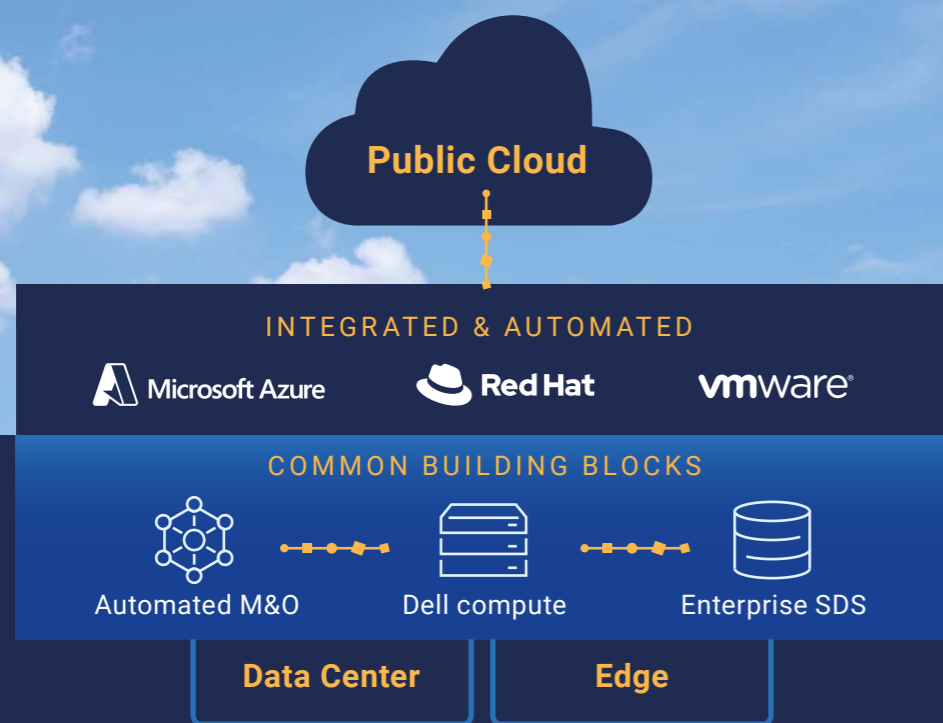 Public Cloud
INTEGRATED & AUTOMATED
Microsoft Azure
Red Hat
vmware®
COMMON BUILDING BLOCKS
Automated M&O
Dell compute
Enterprise SDS
Data Center
Edge